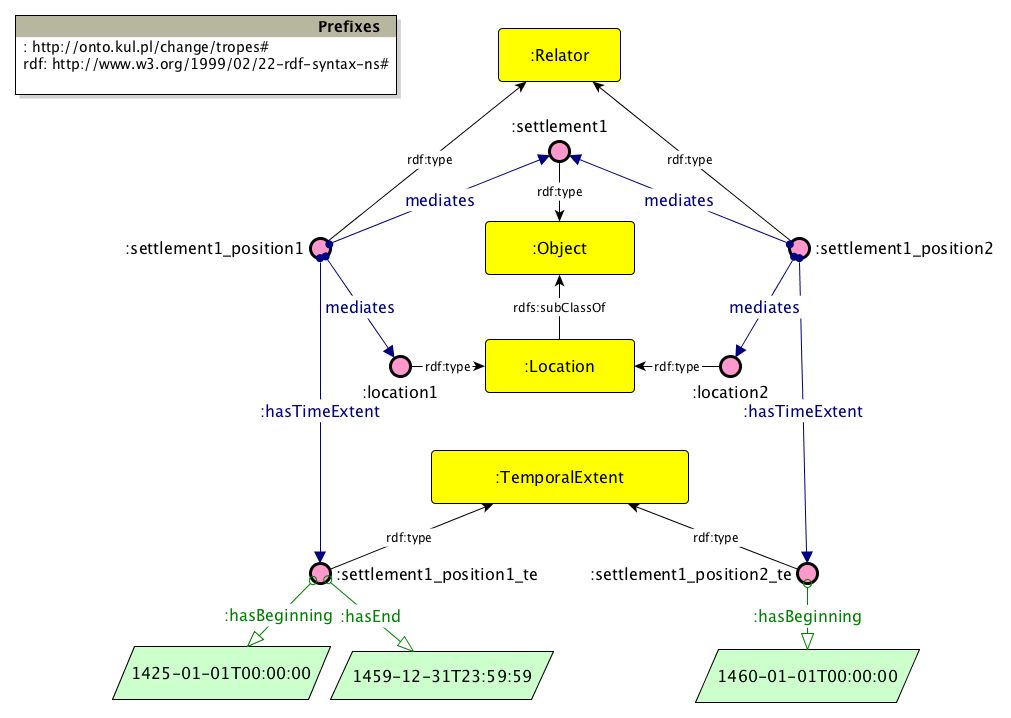 Prefixes
: http://onto.kul.pl/change/tropes#
rdf: http://www.w3.org/1999/02/22-rdf-syntax-ns#
:Relator
:settlement1
rdf:type
rdf:type
rdf:type
mediates
mediates
:settlement1_position1
:Object
:settlement1_position2
mediates
rdfs:subClassOf
mediates
rdf:type
:Location
rdf:type
:location1
:location2
:hasTimeExtent
:hasTimeExtent
:TemporalExtent
rdf:type
rdf:type
:settlement1_position1_te
:settlement1_position2_te
:hasBeginning
:hasEnd
:hasBeginning
1425-01-01T00:00:00
1459-12-31T23:59:59
1460-01-01T00:00:00